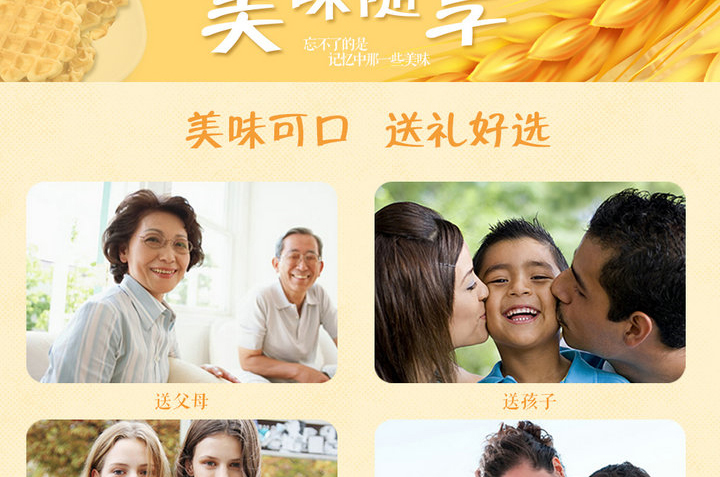 美味随享
忘不了的是
记忆中那一些美味
美味可口 送礼好选
送父母
送孩子